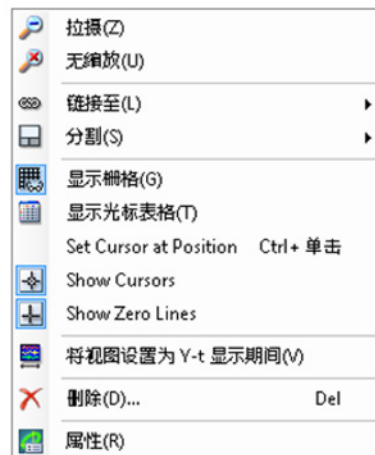 拉摄(Z)
无缩放(U)
链接至(L)
分割(S)
显示栅格(G)
显示光标表格(T)
Set Cursor at Position Ctrl+ 单击
Show Cursors
Show Zero Lines
将视图设置为 Y-t 显示期间(V)
删除(D)... Del
属性(R)